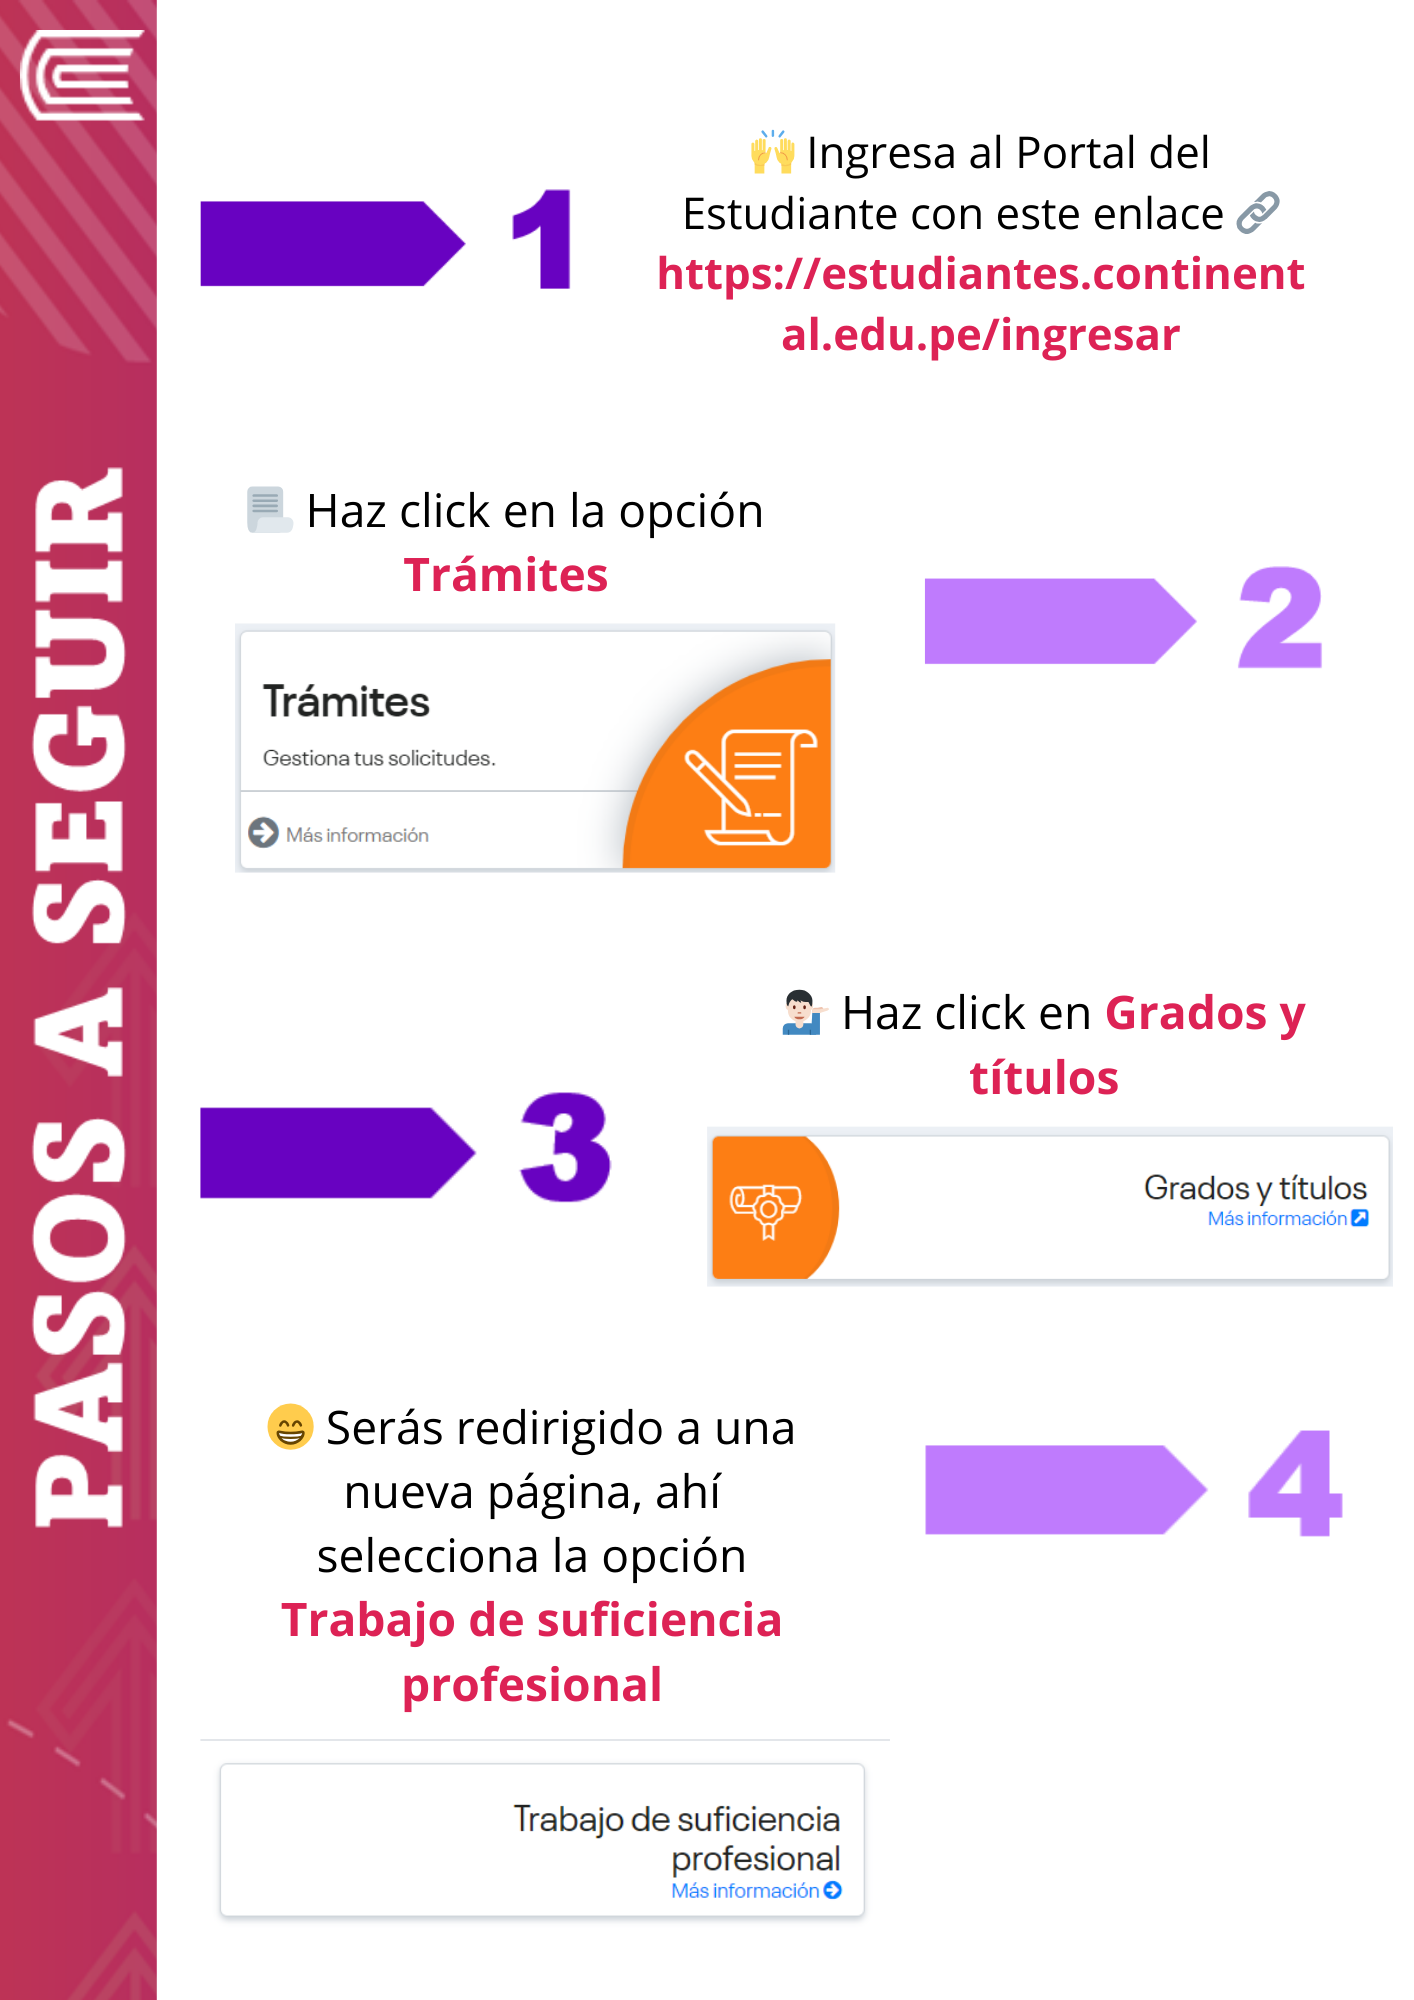 PASOS A SEGUIR
1
🙌 Ingresa al Portal del
Estudiante con este enlace 🔗
https://estudiantes.continent
al.edu.pe/ingresar
📃 Haz click en la opción
Trámites
2
Trámites
Gestiona tus solicitudes.
Más información
3
💁🏻‍♂️ Haz click en Grados y
títulos
Grados y títulos
Más información
😁 Serás redirigido a una
nueva página, ahí
selecciona la opción
Trabajo de suficiencia
profesional
4
Trabajo de suficiencia
profesional
Más información